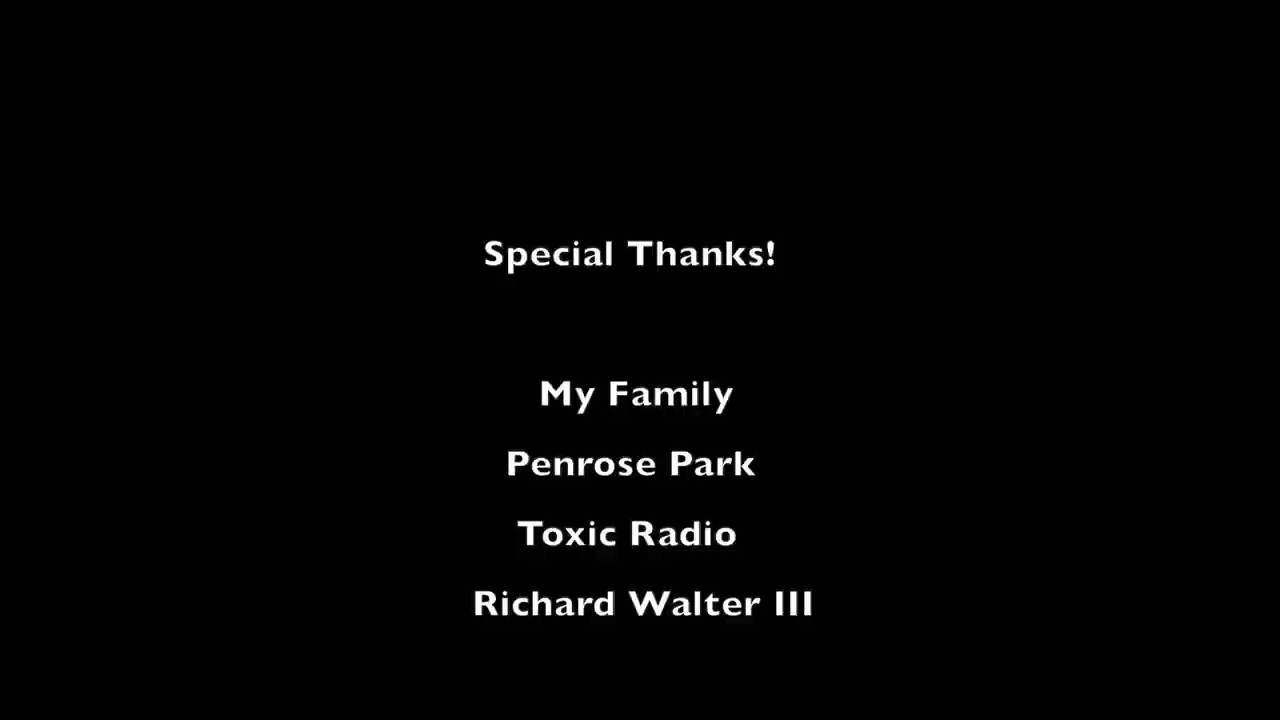 Special Thanks!
My Family
Penrose Park
Toxic Radio
Richard Walter III